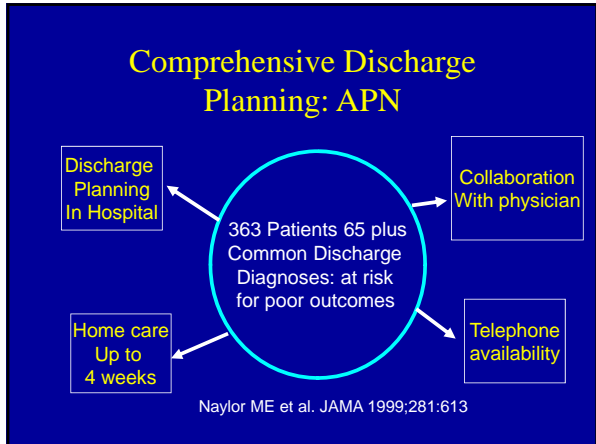 Comprehensive Discharge
Planning: APN
Discharge
Planning
In Hospital
Collaboration
With physician
363 Patients 65 plus
Common Discharge
Diagnoses: at risk
for poor outcomes
Home care
Up to
4 weeks
Telephone
availability
Naylor ME et al. JAMA 1999;281:613